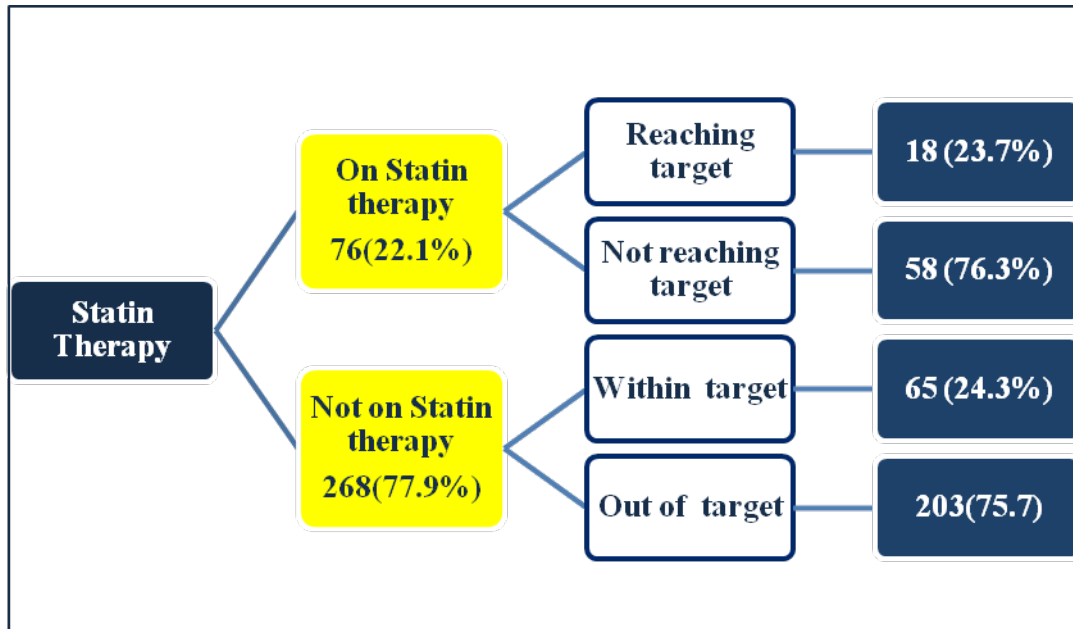 Statin
Therapy
On Statin
therapy
76(22.1%)
Not on Statin
therapy
268(77.9%)
Reaching
target
Not reaching
target
Within target
Out of target
18 (23.7%)
58 (76.3%)
65 (24.3%)
203(75.7)